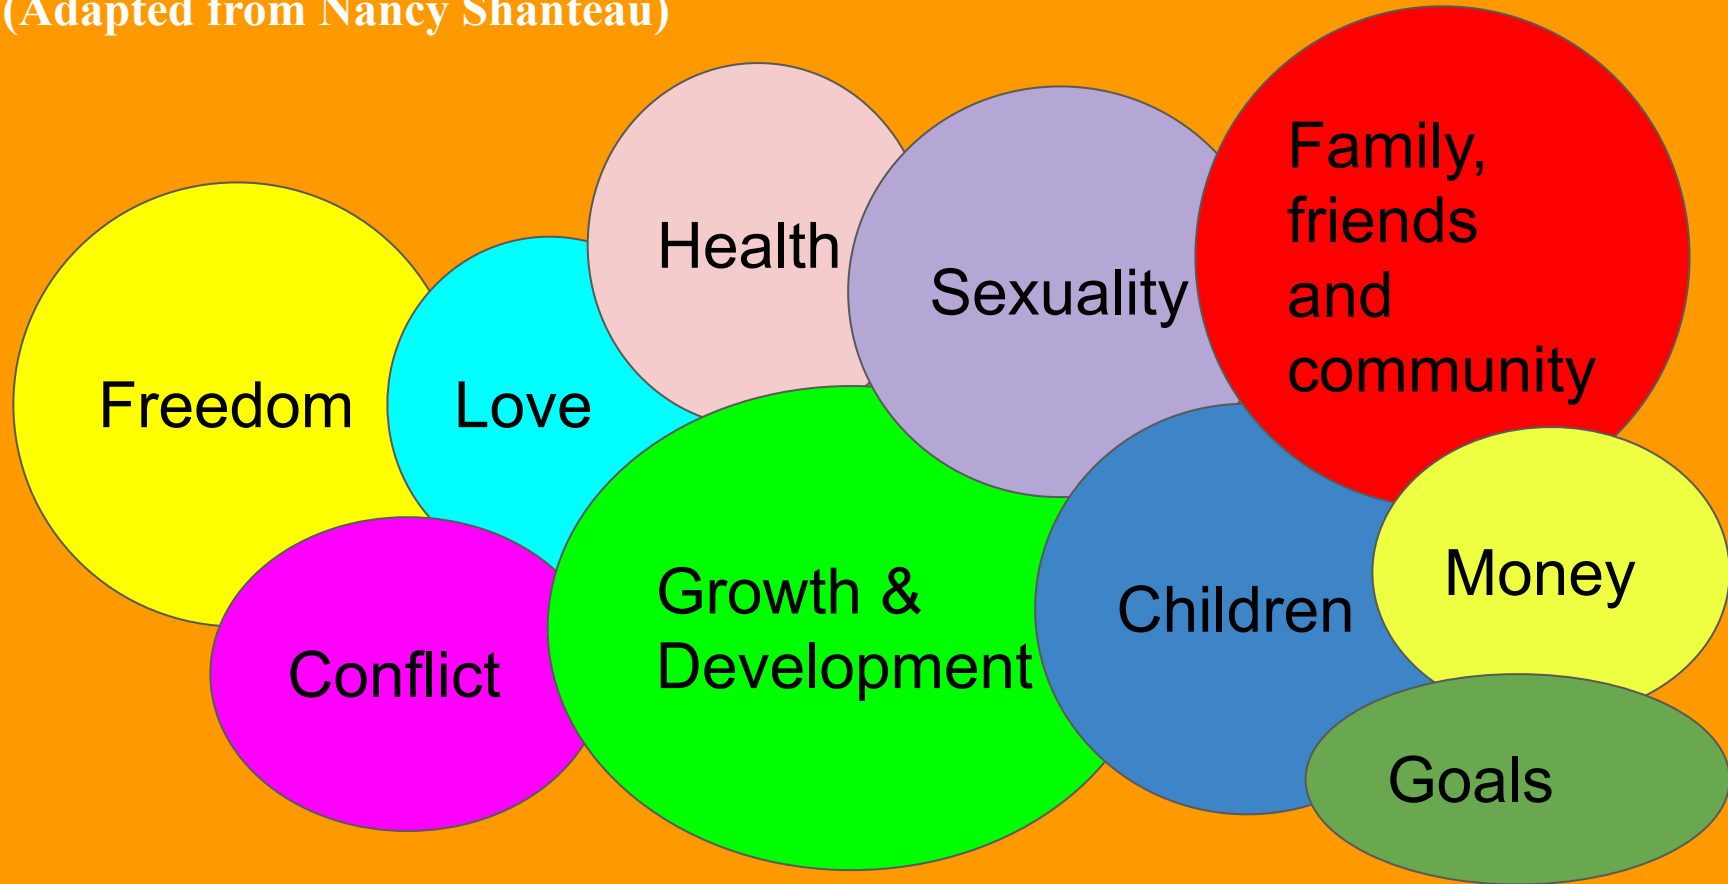 (Adapted from Nancy Shanteau)
Health
Sexuality
Family,
friends
and
community
Freedom
Love
Growth &
Development
Children
Money
Conflict
Goals